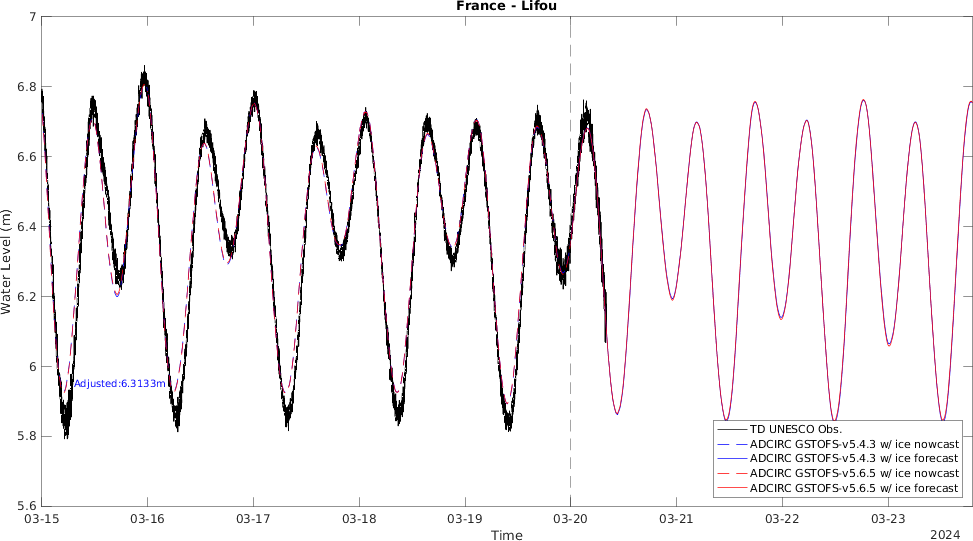 France - Lifou
7
6.8
6.6
6.4
6.2
6
5.8
5.6
Water Level (m)
Adjusted:6.3133m
TD UNESCO Obs.
ADCIRC GSTOFS-v5.4.3 w/ ice nowcast
ADCIRC GSTOFS-v5.4.3 w/ ice forecast
ADCIRC GSTOFS-v5.6.5 w/ ice nowcast
ADCIRC GSTOFS-v5.6.5 w/ ice forecast
03-15 03-16 03-17 03-18 03-19 03-20 03-21 03-22 03-23
Time
2024